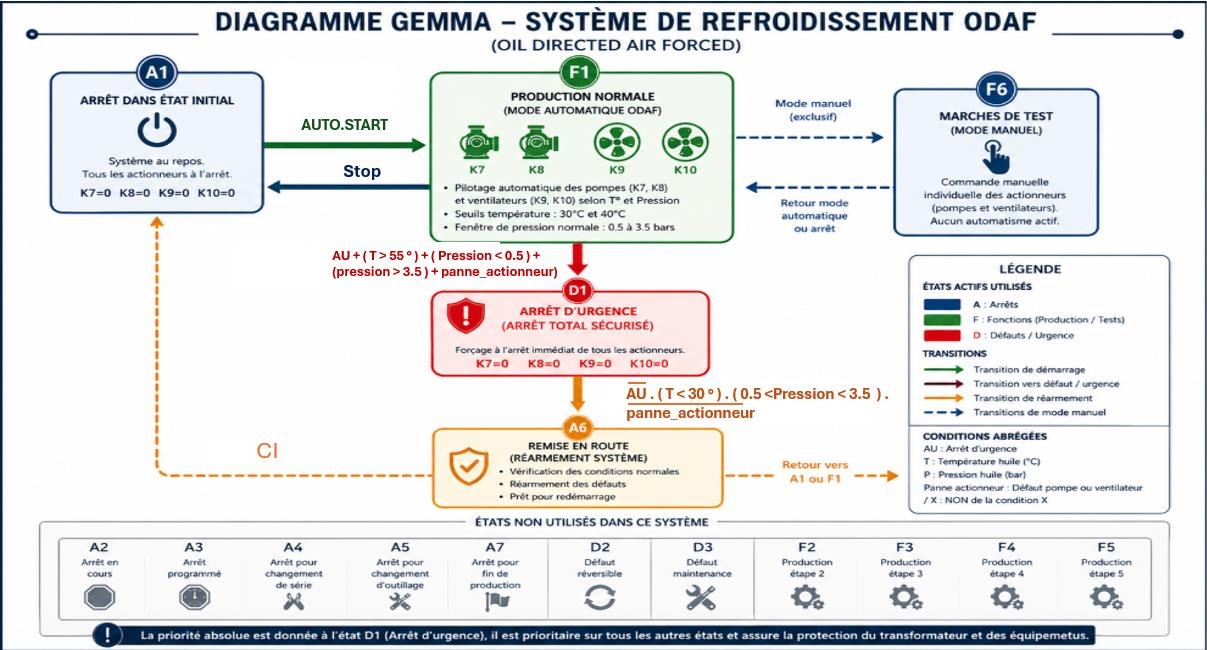 DIAGRAMME GEMMA – SYSTÈME DE REFROIDISSEMENT ODAF
(OIL DIRECTED AIR FORCED)
A1
ARRÊT DANS ÉTAT INITIAL
Système au repos.
Tous les actionneurs à l'arrêt.
K7=0 K8=0 K9=0 K10=0
AUTO.START
Stop
F1
PRODUCTION NORMALE
(MODE AUTOMATIQUE ODAF)
K7 K8 K9 K10
• Pilotage automatique des pompes (K7, K8)
et ventilateurs (K9, K10) selon T° et Pression
• Seuils température : 30°C et 40°C
• Fenêtre de pression normale : 0.5 à 3.5 bars
Mode manuel
(exclusif)
Retour mode
automatique
ou arrêt
F6
MARCHES DE TEST
(MODE MANUEL)
Commande manuelle
individuelle des actionneurs
(pompes et ventilateurs).
Aucun automatisme actif.
AU + ( T > 55 ° ) + ( Pression < 0.5 ) +
(pression > 3.5 ) + panne_actionneur)
D1
ARRÊT D'URGENCE
(ARRÊT TOTAL SÉCURISÉ)
Forçage à l'arrêt immédiat de tous les actionneurs.
K7=0 K8=0 K9=0 K10=0
A̅U̅ . ( T < 30 ° ) . ( 0.5 <Pression < 3.5 ) .
p̅a̅n̅n̅e̅_̅a̅c̅t̅i̅o̅n̅n̅e̅u̅r̅
A6
REMISE EN ROUTE
(RÉARMEMENT SYSTÈME)
• Vérification des conditions normales
• Réarmement des défauts
• Prêt pour redémarrage
CI
Retour vers
A1 ou F1
LÉGENDE
ÉTATS ACTIFS UTILISÉS
A : Arrêts
F : Fonctions (Production / Tests)
D : Défauts / Urgence
TRANSITIONS
Transition de démarrage
Transition vers défaut / urgence
Transition de réarmement
Transitions de mode manuel
CONDITIONS ABRÉGÉES
AU : Arrêt d'urgence
T : Température huile (°C)
P : Pression huile (bar)
Panne actionneur : Défaut pompe ou ventilateur
/ X : NON de la condition X
ÉTATS NON UTILISÉS DANS CE SYSTÈME
A2
Arrêt en
cours
A3
Arrêt
programmé
A4
Arrêt pour
changement
de série
A5
Arrêt pour
changement
d'outillage
A7
Arrêt pour
fin de
production
D2
Défaut
réversible
D3
Défaut
maintenance
F2
Production
étape 2
F3
Production
étape 3
F4
Production
étape 4
F5
Production
étape 5
! La priorité absolue est donnée à l'état D1 (Arrêt d'urgence), il est prioritaire sur tous les autres états et assure la protection du transformateur et des équipemetus.